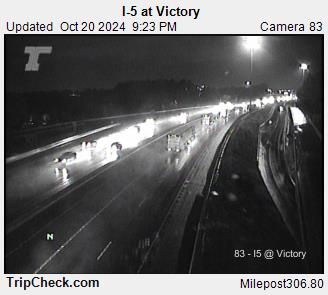 I-5 at Victory
Updated Oct 20 2024 9:23 PM Camera 83
T
N
83 - I5 @ Victory
TripCheck.com Milepost306.80